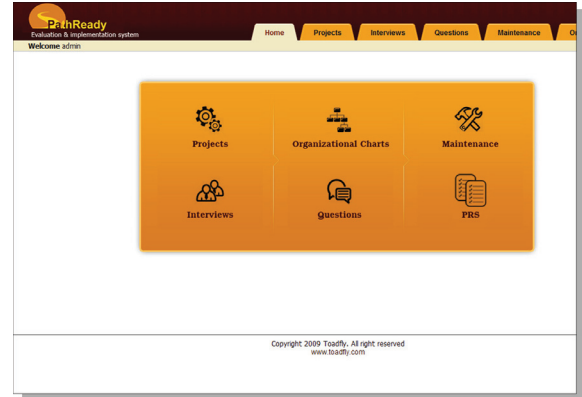 PathReady
Evaluation & implementation system
Home Projects Interviews Questions Maintenance
Welcome admin
Projects Organizational Charts Maintenance
Interviews Questions PRS
Copyright 2009 Toadfly. All right reserved
www.toadfly.com